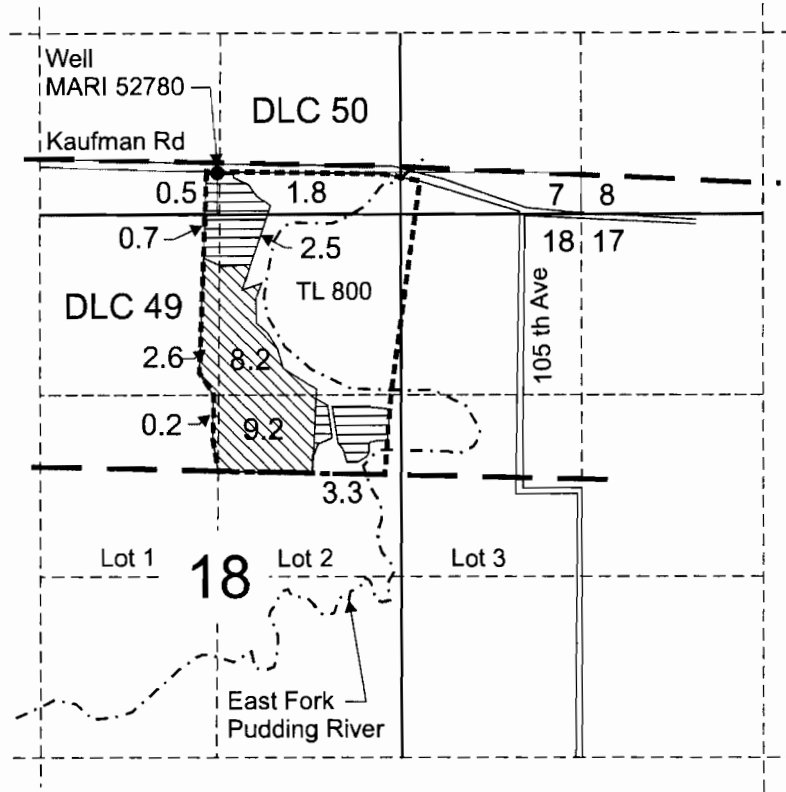 Well
MARI 52780
DLC 50
Kaufman Rd
0.5
1.8
7 8
0.7
2.5
18 17
TL 800
DLC 49
105 th Ave
2.6
8.2
0.2
9.2
3.3
Lot 1
18
Lot 2
Lot 3
East Fork
Pudding River